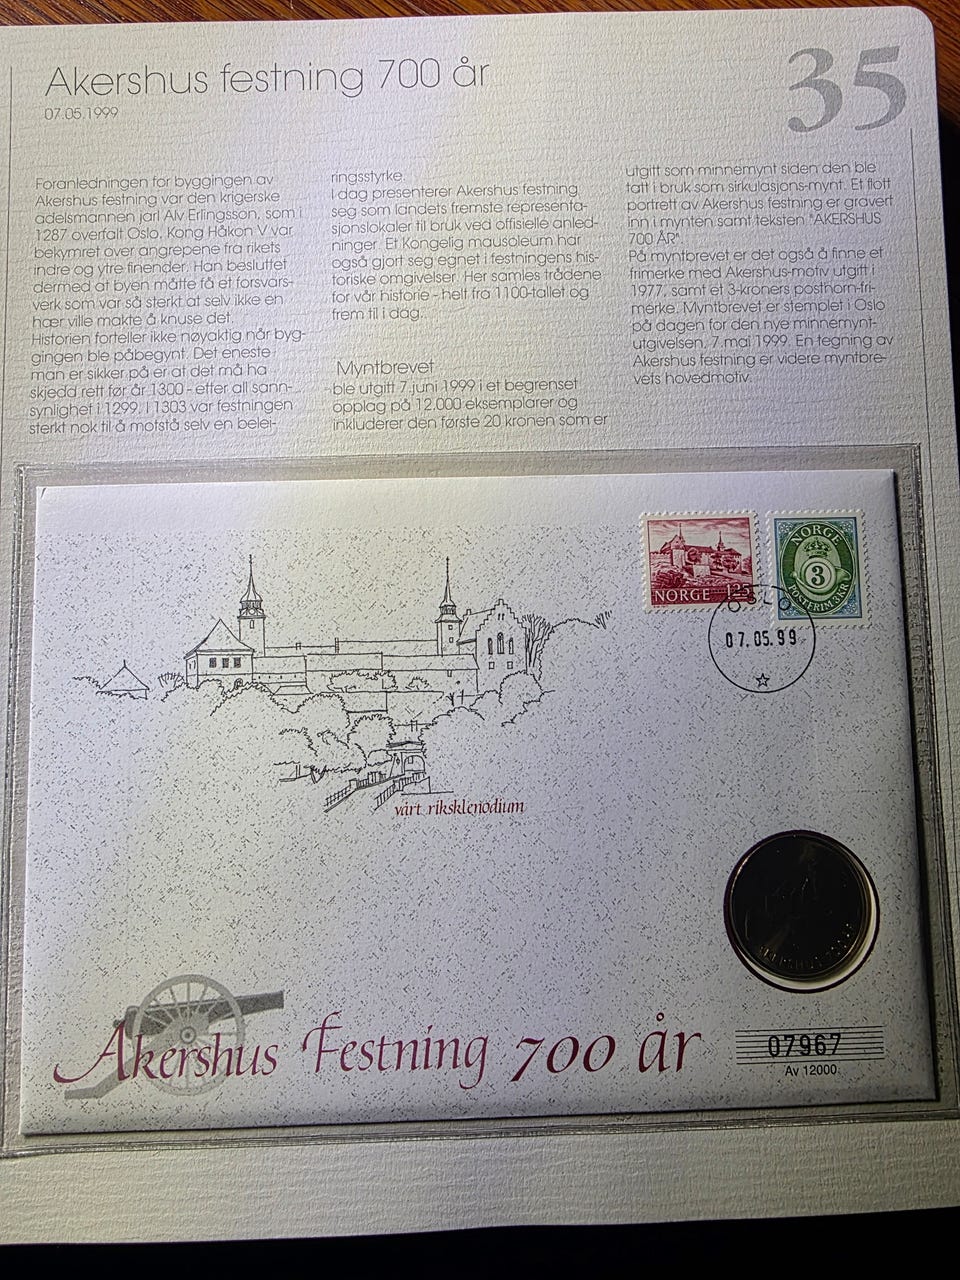 Akershus festning 700 år
07.05.1999
35
Foranledningen for byggingen av
Akershus festning var den krigerske
adelsmannen jarl Alv Erlingsson, som i
1287 overfalt Oslo. Kong Håkon V var
bekymret over angrepene fra rikets
indre og ytre finender. Han besluttet
dermed at byen måtte få et forsvars-
verk som var så sterkt at selv ikke en
hær ville makte å knuse det.
Historien forteller ikke nøyaktig når byg-
gingen ble påbegynt. Det eneste
man er sikker på er at det må ha
skjedd rett før år 1300 - etter all sann-
synlighet i 1299. I 1303 var festningen
sterkt nok til å motstå selv en belei-
ringsstyrke.
I dag presenterer Akershus festning
seg som landets fremste representa-
sjonslokaler til bruk ved offisielle anled-
ninger. Et Kongelig mausoleum har
også gjort seg egnet i festningens his-
toriske omgivelser. Her samles trådene
for vår historie - helt fra 1100-tallet og
frem til i dag.
Myntbrevet
ble utgitt 7.juni 1999 i et begrenset
opplag på 12.000 eksemplarer og
inkluderer den første 20 kronen som er
utgitt som minnemynt siden den ble
tatt i bruk som sirkulasjons-mynt. Et flott
portrett av Akershus festning er gravert
inn i mynten samt teksten "AKERSHUS
700 ÅR".
På myntbrevet er det også å finne et
frimerke med Akershus-motiv utgitt i
1977, samt et 3-kroners posthorn-fri-
merke. Myntbrevet er stemplet i Oslo
på dagen for den nye minnemynt-
utgivelsen, 7. mai 1999. En tegning av
Akershus festning er videre myntbre-
vets hovedmotiv.
NORGE 125
NORGE
3
POSTFRIM. 3 KR
OSLO
07.05.99
vårt riksklenodium
Akershus Festning 700 år
07967
Av 12000